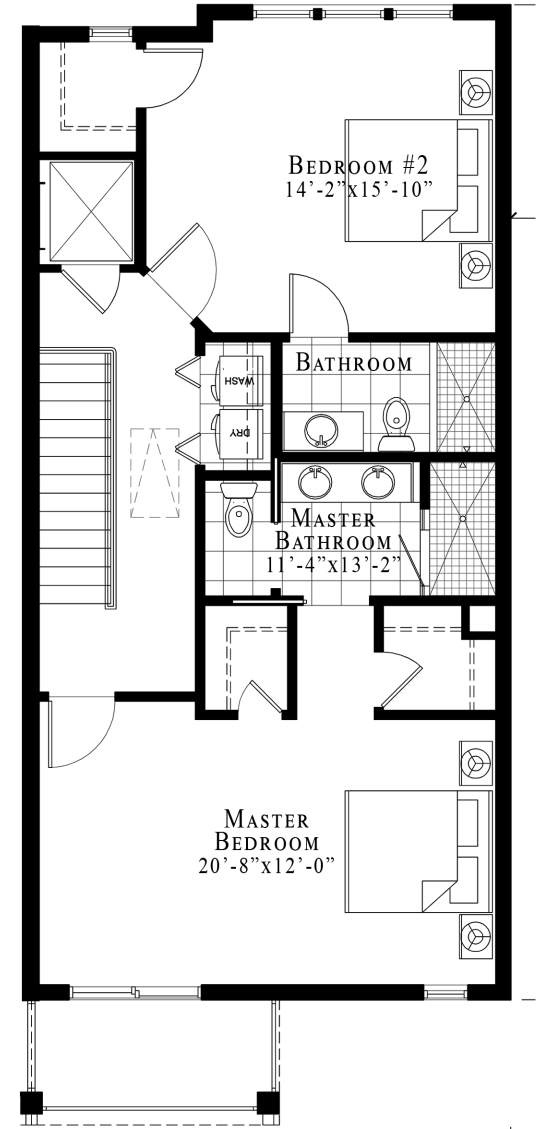 BEDROOM #2
14'-2"x15'-10"
BATHROOM
WASH
DRY
MASTER
BATHROOM
11'-4"x13'-2"
MASTER
BEDROOM
20'-8"x12'-0"